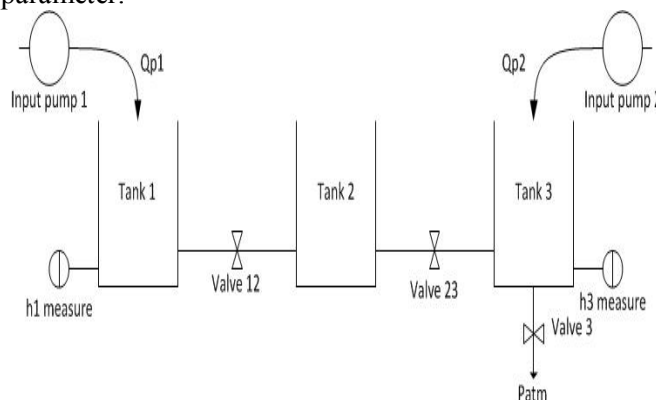 parameter.
Qp1
Qp2
Input pump 1
Input pump
Tank 1
Tank 2
Tank 3
Valve 12
Valve 23
h1 measure
h3 measure
Valve 3
Patm